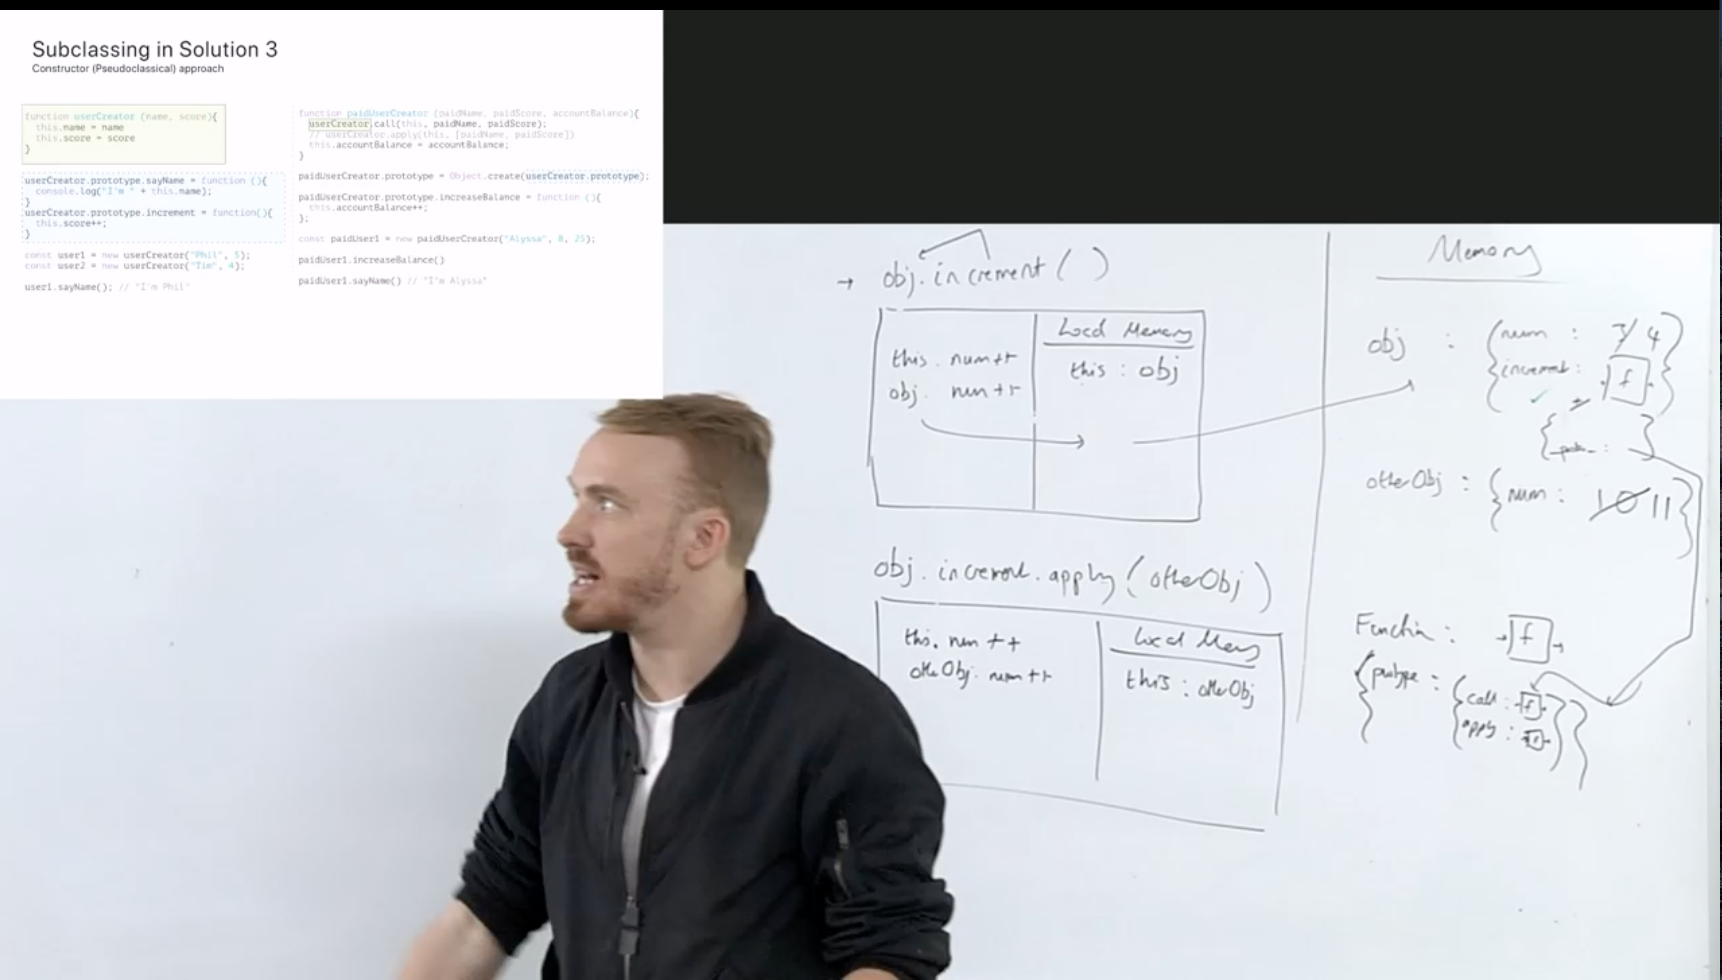 Subclassing in Solution 3
Constructor (Pseudoclassical) approach
function userCreator (name, score){
this.name = name
this.score = score
}
userCreator.prototype.sayName = function (){
console.log("I'm " + this.name);
}
userCreator.prototype.increment = function(){
this.score++;
}
const user1 = new userCreator("Phil", 5);
const user2 = new userCreator("Tim", 4);
user1.sayName(); // "I'm Phil"
function paidUserCreator (paidName, paidScore, accountBalance){
userCreator.call(this, paidName, paidScore);
// userCreator.apply(this, [paidName, paidScore])
this.accountBalance = accountBalance;
}
paidUserCreator.prototype = Object.create(userCreator.prototype);
paidUserCreator.prototype.increaseBalance = function (){
this.accountBalance++;
};
const paidUser1 = new paidUserCreator("Alyssa", 8, 25);
paidUser1.increaseBalance()
paidUser1.sayName() // "I'm Alyssa"
→ obj.increment ( )
Local Memory
this . num++
this : obj
obj . num ++
obj.increment.apply (otherObj)
this. num ++
Local Mem
otherObj. num++
this : otherObj
Memory
obj : { num : 3/ 4
increment : f }
{ : }
otherObj : { num : 10 11 }
Function : f
{ prototype : { call : f
apply : f } }